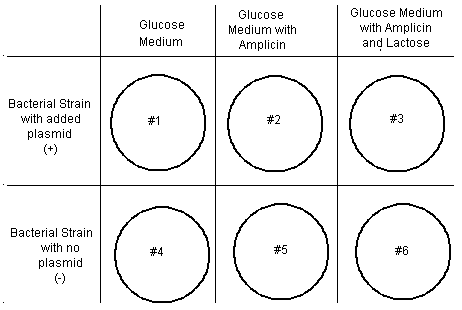 Glucose
Medium
Glucose
Medium with
Amplicin
Glucose Medium
with Amplicin
and Lactose
Bacterial Strain
with added
plasmid
(+)
#1
#2
#3
Bacterial Strain
with no
plasmid
(-)
#4
#5
#6